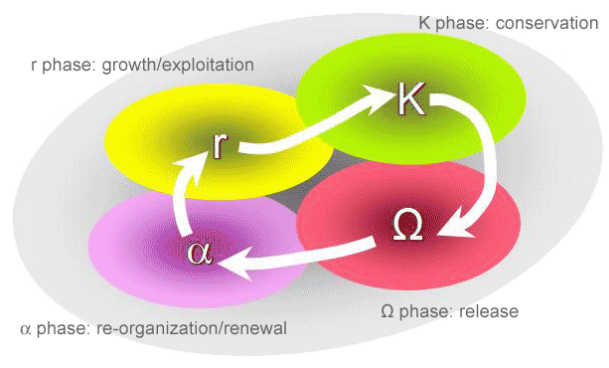 K phase: conservation
r phase: growth/exploitation
K
r
Ω
α
Ω phase: release
α phase: re-organization/renewal